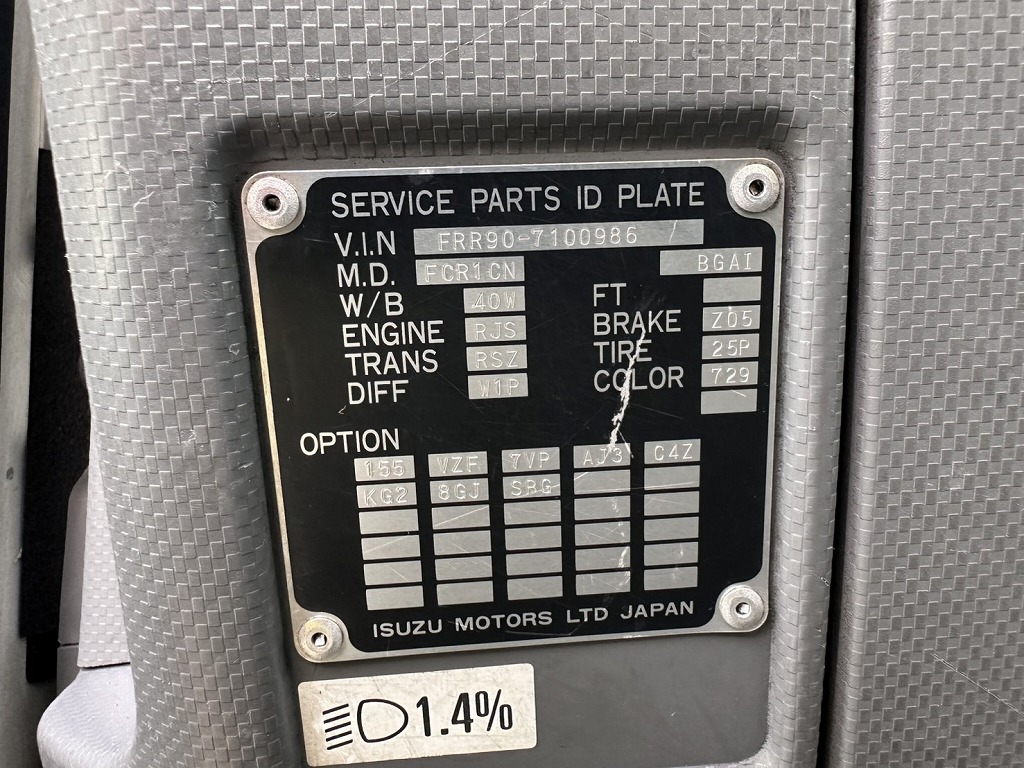 SERVICE PARTS ID PLATE
V.I.N FRR90-7100986 /
M.D. FCR1CN BGAI
W/B 40W FT
ENGINE RJS BRAKE Z05
TRANS RSZ TIRE 25P
DIFF W1P COLOR 729
OPTION
155 VZF 7VP AJ3 C4Z
KG2 8GJ SBG
ISUZU MOTORS LTD JAPAN
1.4%